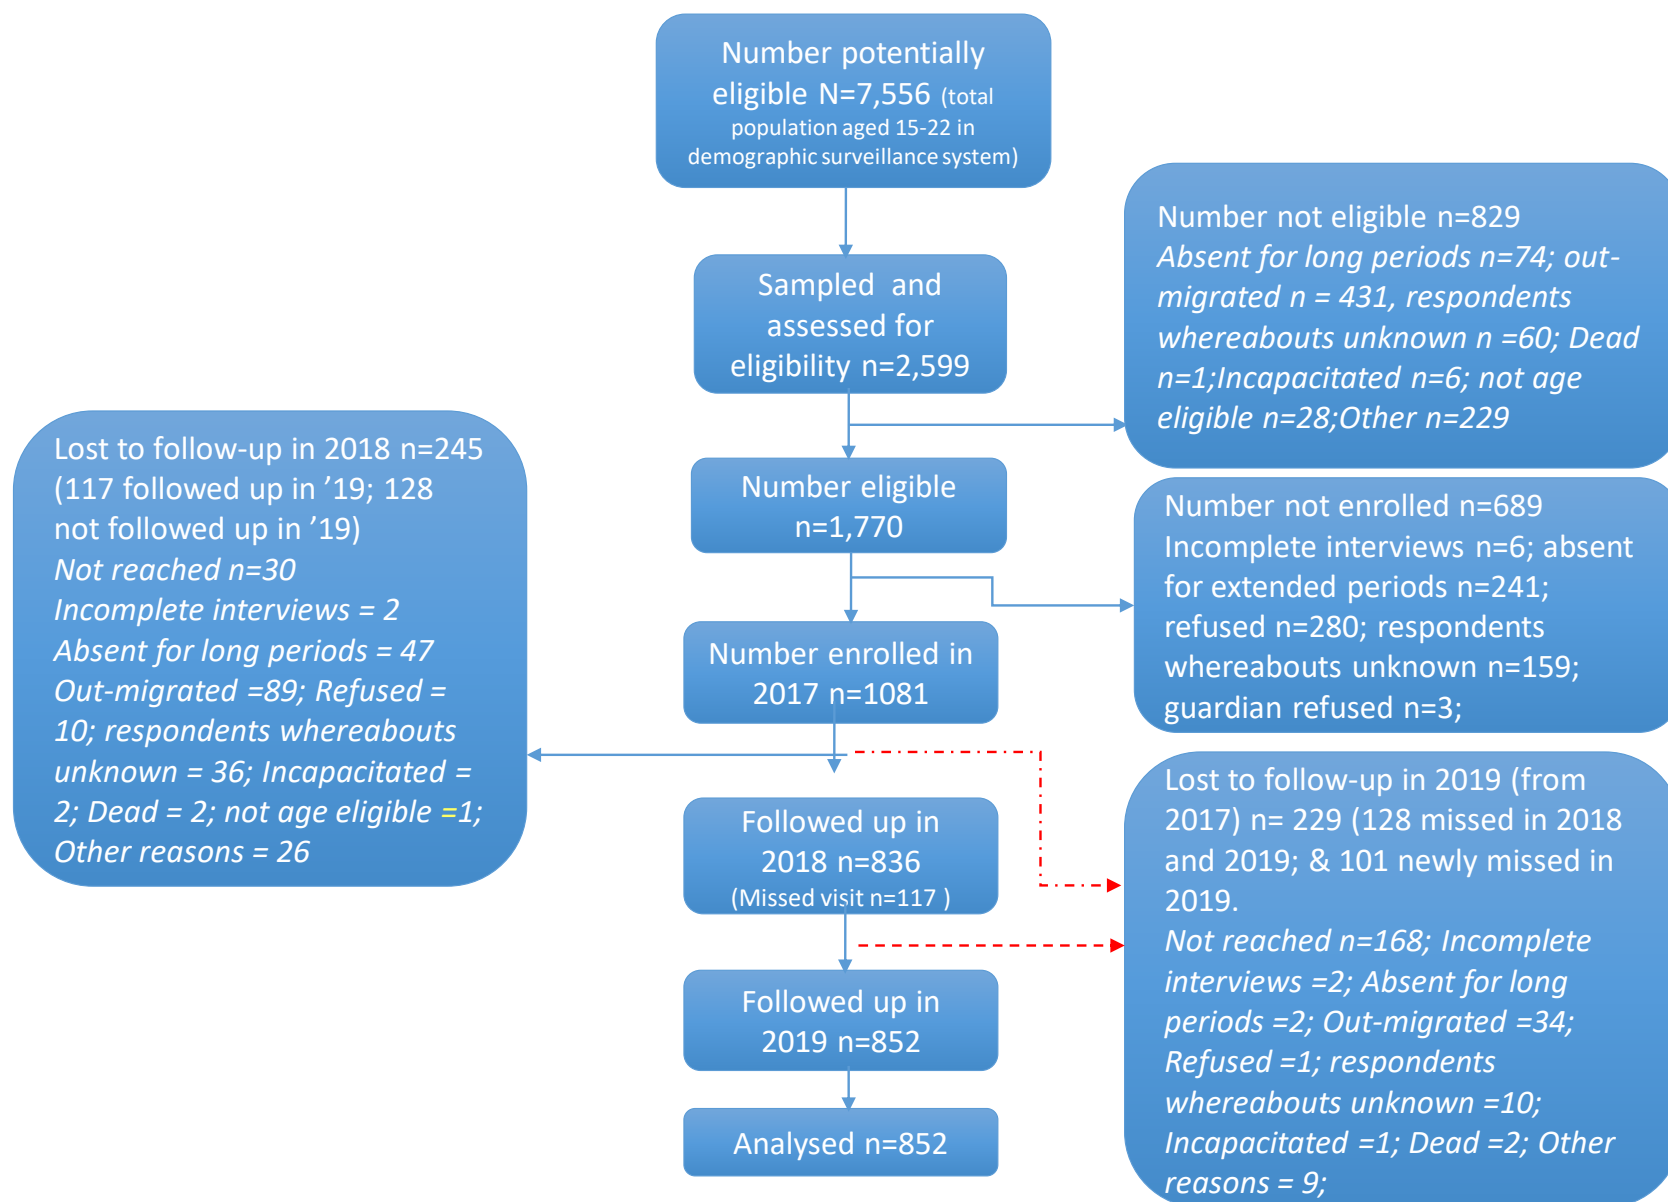 Number potentially
eligible N=7,556 (total
population aged 15-22 in
demographic surveillance system)
Sampled and
assessed for
eligibility n=2,599
Number not eligible n=829
Absent for long periods n=74; out-
migrated n = 431, respondents
whereabouts unknown n =60; Dead
n=1;Incapacitated n=6; not age
eligible n=28;Other n=229
Number eligible
n=1,770
Number not enrolled n=689
Incomplete interviews n=6; absent
for extended periods n=241;
refused n=280; respondents
whereabouts unknown n=159;
guardian refused n=3;
Number enrolled in
2017 n=1081
Lost to follow-up in 2018 n=245
(117 followed up in ’19; 128
not followed up in ’19)
Not reached n=30
Incomplete interviews = 2
Absent for long periods = 47
Out-migrated =89; Refused =
10; respondents whereabouts
unknown = 36; Incapacitated =
2; Dead = 2; not age eligible =1;
Other reasons = 26
Followed up in
2018 n=836
(Missed visit n=117 )
Lost to follow-up in 2019 (from
2017) n= 229 (128 missed in 2018
and 2019; & 101 newly missed in
2019.
Not reached n=168; Incomplete
interviews =2; Absent for long
periods =2; Out-migrated =34;
Refused =1; respondents
whereabouts unknown =10;
Incapacitated =1; Dead =2; Other
reasons = 9;
Followed up in
2019 n=852
Analysed n=852